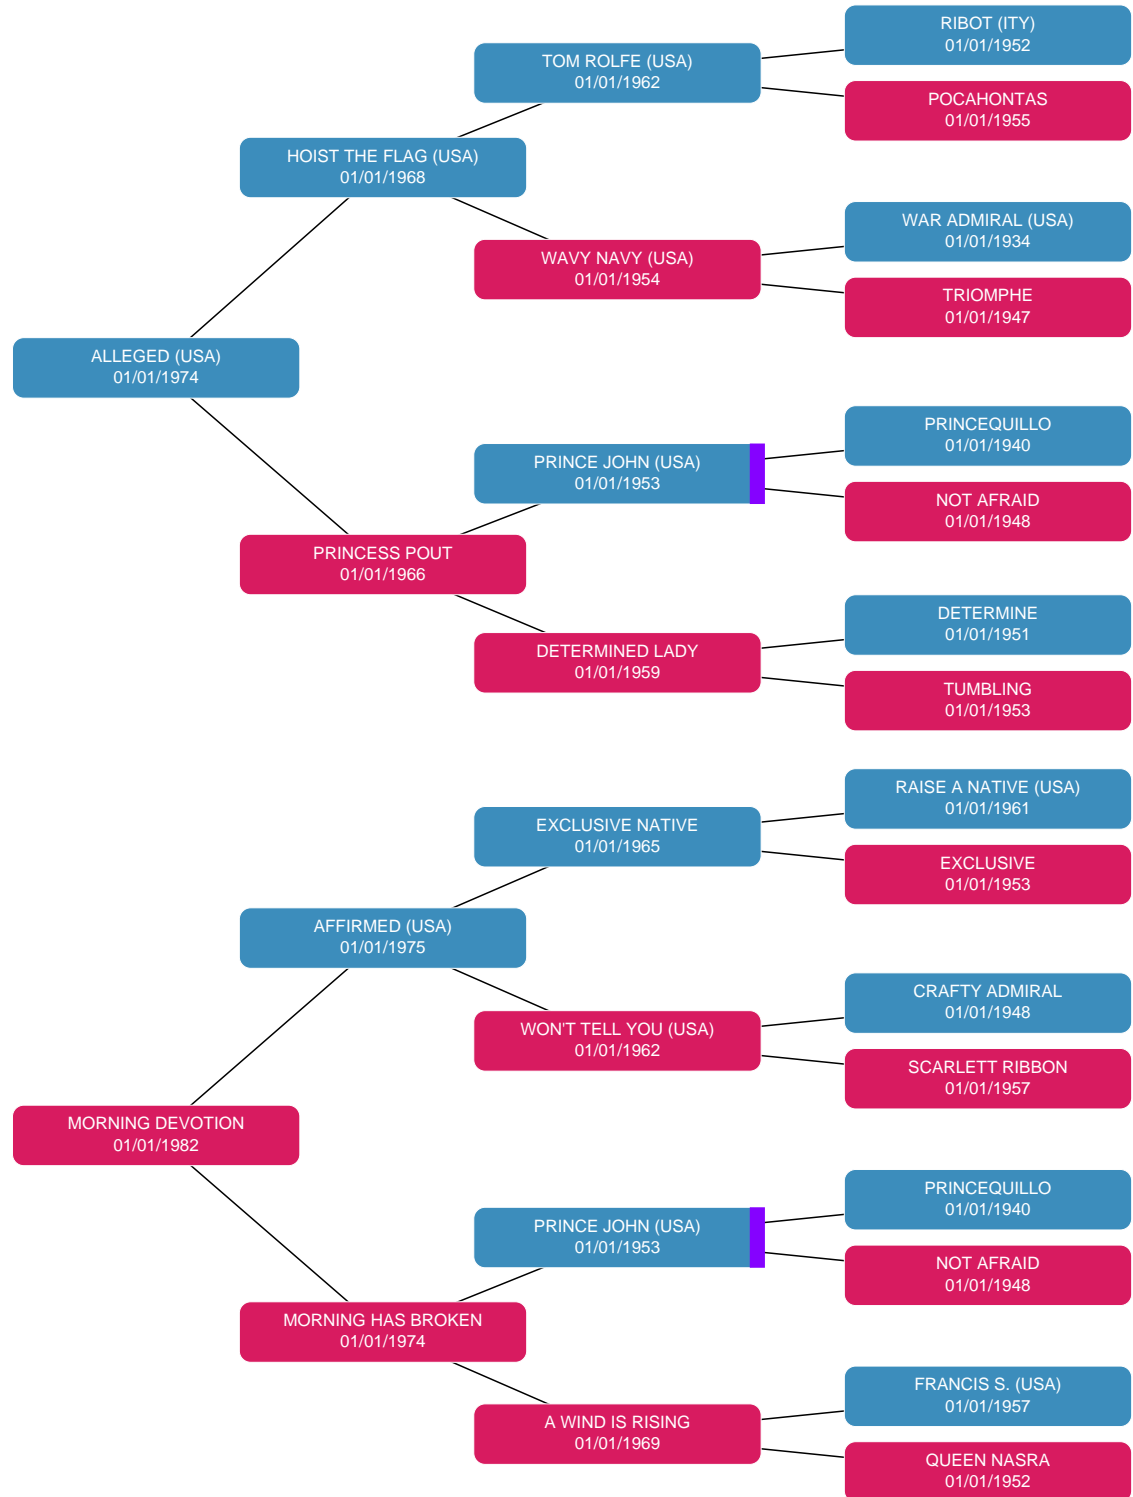 RIBOT (ITY)
01/01/1952
TOM ROLFE (USA)
01/01/1962
POCAHONTAS
01/01/1955
HOIST THE FLAG (USA)
01/01/1968
WAR ADMIRAL (USA)
01/01/1934
WAVY NAVY (USA)
01/01/1954
TRIOMPHE
01/01/1947
ALLEGED (USA)
01/01/1974
PRINCEQUILLO
01/01/1940
PRINCE JOHN (USA)
01/01/1953
NOT AFRAID
01/01/1948
PRINCESS POUT
01/01/1966
DETERMINE
01/01/1951
DETERMINED LADY
01/01/1959
TUMBLING
01/01/1953
RAISE A NATIVE (USA)
01/01/1961
EXCLUSIVE NATIVE
01/01/1965
EXCLUSIVE
01/01/1953
AFFIRMED (USA)
01/01/1975
CRAFTY ADMIRAL
01/01/1948
WON'T TELL YOU (USA)
01/01/1962
SCARLETT RIBBON
01/01/1957
MORNING DEVOTION
01/01/1982
PRINCEQUILLO
01/01/1940
PRINCE JOHN (USA)
01/01/1953
NOT AFRAID
01/01/1948
MORNING HAS BROKEN
01/01/1974
FRANCIS S. (USA)
01/01/1957
A WIND IS RISING
01/01/1969
QUEEN NASRA
01/01/1952